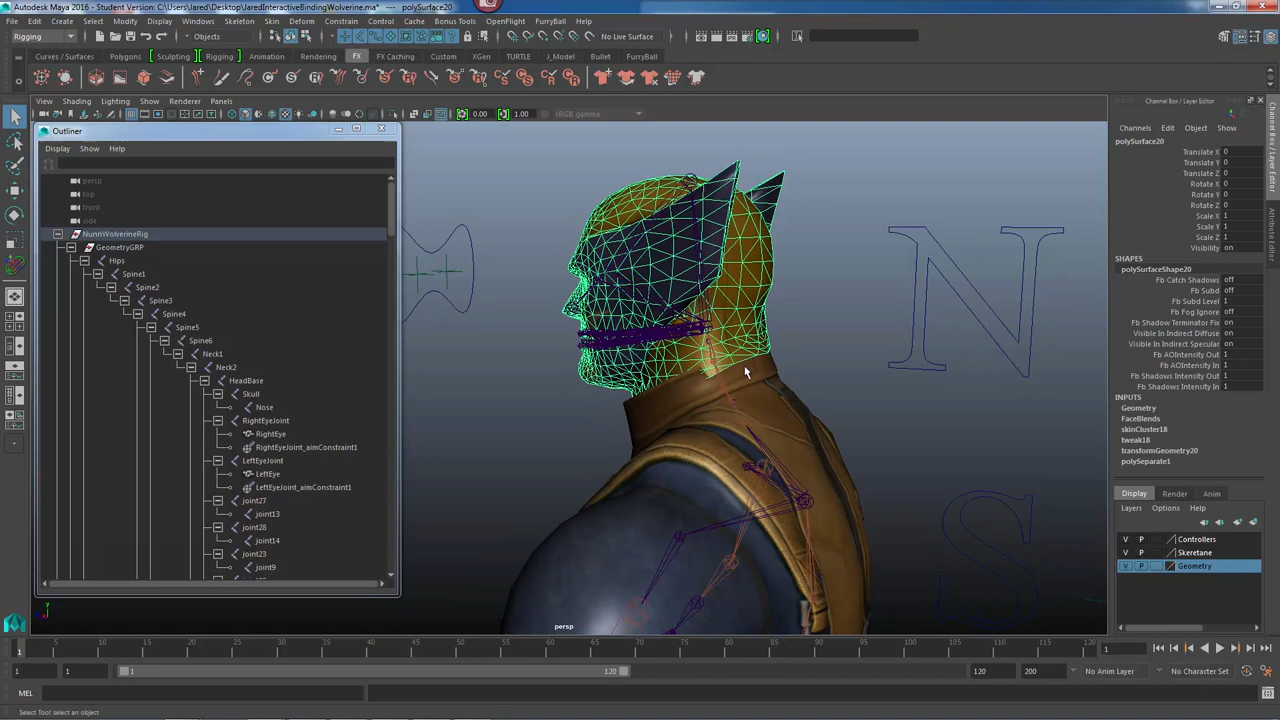 Autodesk Maya 2016 - Student Version: C:\Users\Jared\Desktop\JaredInteractiveBindingWolverine.ma*  -  polySurface20
File Edit Create Select Modify Display Windows Skeleton Skin Deform Constrain Control Cache Bonus Tools OpenFlight FurryBall Help
Rigging Objects No Live Surface
Curves / Surfaces Polygons Sculpting Rigging Animation Rendering FX FX Caching Custom XGen TURTLE J_Model Bullet FurryBall
View Shading Lighting Show Renderer Panels
0.00 1.00 sRGB gamma
Outliner
Display Show Help
persp
top
front
side
NunnWolverineRig
GeometryGRP
Hips
Spine1
Spine2
Spine3
Spine4
Spine5
Spine6
Neck1
Neck2
HeadBase
Skull
Nose
RightEyeJoint
RightEye
RightEyeJoint_aimConstraint1
LeftEyeJoint
LeftEye
LeftEyeJoint_aimConstraint1
joint27
joint13
joint28
joint14
joint23
joint9
N
S
persp
Channel Box / Layer Editor
Channels Edit Object Show
polySurface20
Translate X 0
Translate Y 0
Translate Z 0
Rotate X 0
Rotate Y 0
Rotate Z 0
Scale X 1
Scale Y 1
Scale Z 1
Visibility on
SHAPES
polySurfaceShape20
Fb Catch Shadows off
Fb Subd off
Fb Subd Level 1
Fb Fog Ignore off
Fb Shadow Terminator Fix on
Visible In Indirect Diffuse on
Visible In Indirect Specular on
Fb AOIntensity Out 1
Fb AOIntensity In 1
Fb Shadows Intensity Out 1
Fb Shadows Intensity In 1
INPUTS
Geometry
FaceBlends
skinCluster18
tweak18
transformGeometry20
polySeparate1
Display Render Anim
Layers Options Help
V P Controllers
V P Skeretane
V P Geometry
Channel Box / Layer Editor
Attribute Editor
5 10 15 20 25 30 35 40 45 50 55 60 65 70 75 80 85 90 95 100 105 110 115 120
1 1
1 1 1 120 120 200 No Anim Layer No Character Set
MEL
Select Tool: select an object